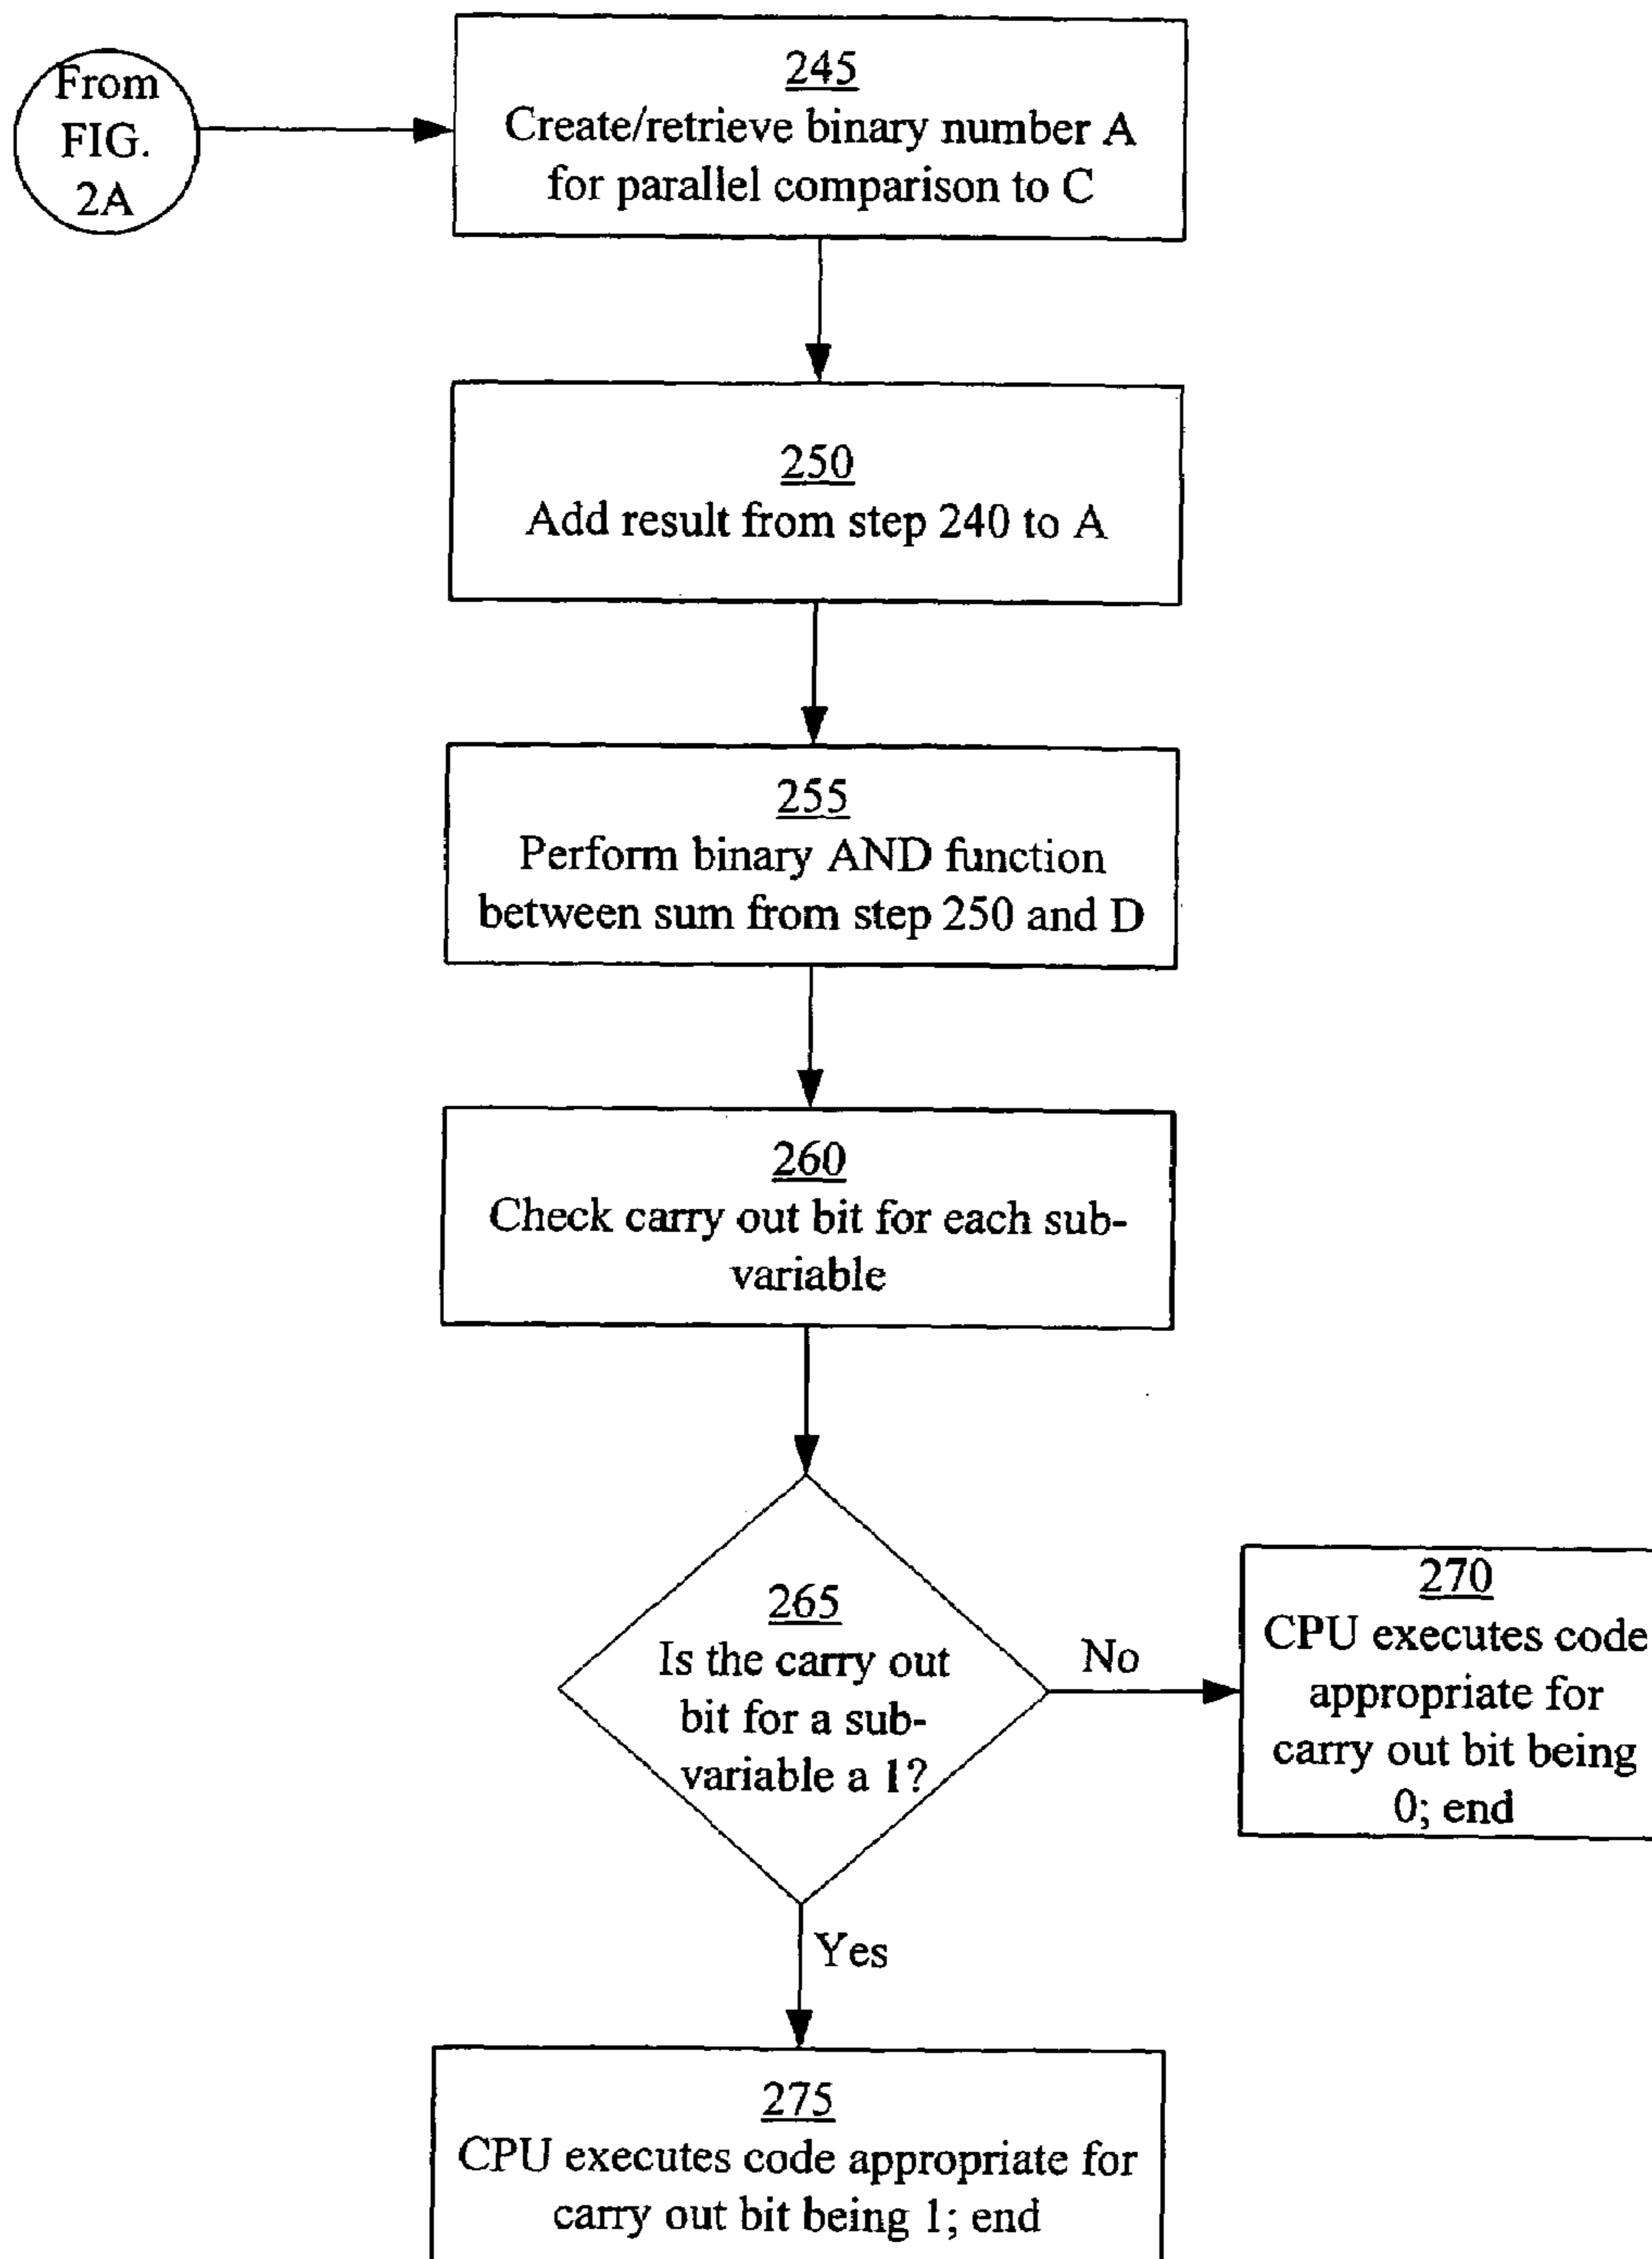 From
FIG.
2A
245
Create/retrieve binary number A
for parallel comparison to C
250
Add result from step 240 to A
255
Perform binary AND function
between sum from step 250 and D
260
Check carry out bit for each sub-
variable
265
Is the carry out
bit for a sub-
variable a 1?
No
270
CPU executes code
appropriate for
carry out bit being
0; end
Yes
275
CPU executes code appropriate for
carry out bit being 1; end